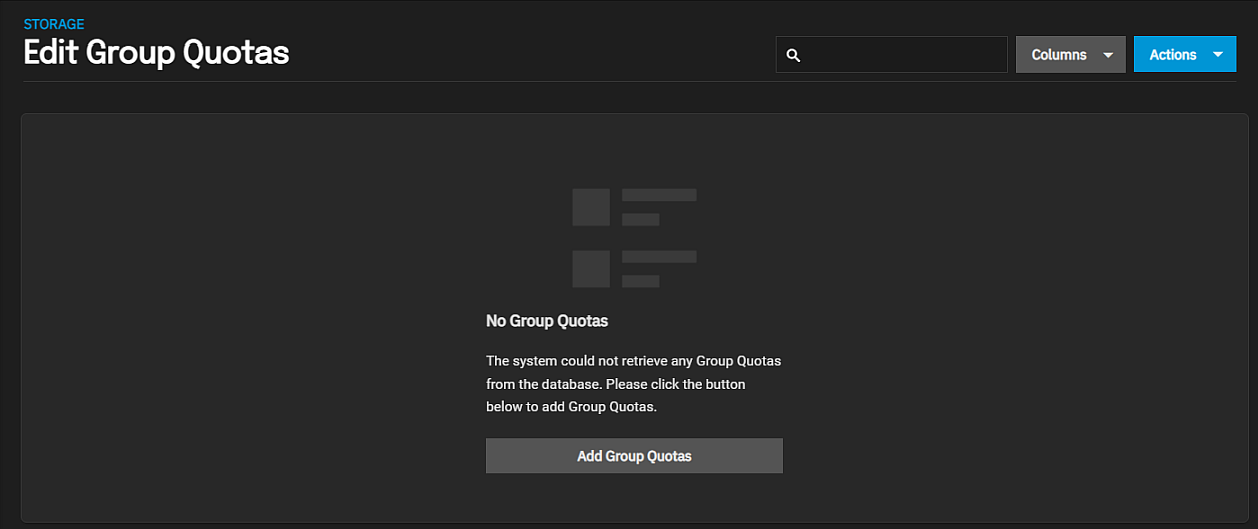 STORAGE
Edit Group Quotas
Columns
Actions
No Group Quotas
The system could not retrieve any Group Quotas
from the database. Please click the button
below to add Group Quotas.
Add Group Quotas